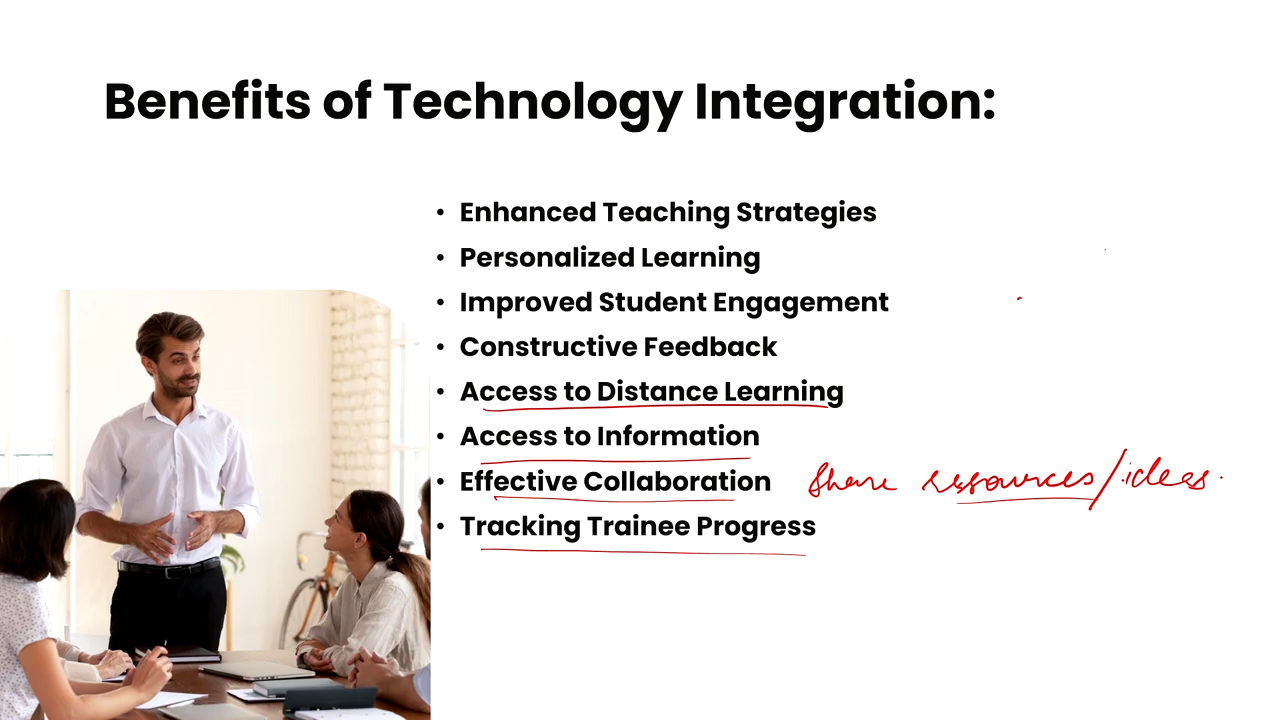 Benefits of Technology Integration:
• Enhanced Teaching Strategies
• Personalized Learning
• Improved Student Engagement
• Constructive Feedback
• Access to Distance Learning
• Access to Information
• Effective Collaboration Share resources/ideas.
• Tracking Trainee Progress